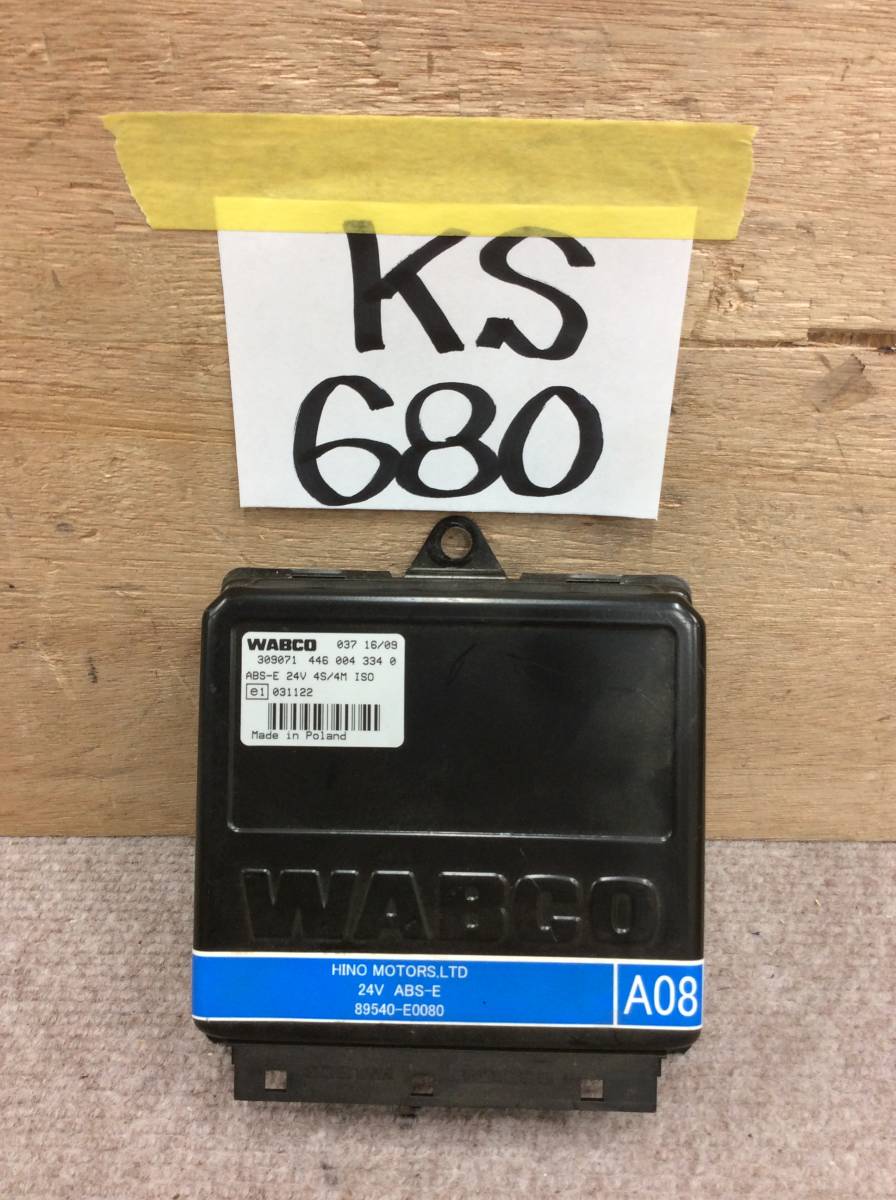 KS
680
WABCO 037 16/09
309071 446 004 334 0
ABS-E 24V 4S/4M ISO
e1 031122
Made in Poland
WABCO
HINO MOTORS.LTD
24V ABS-E
89540-E0080
A08